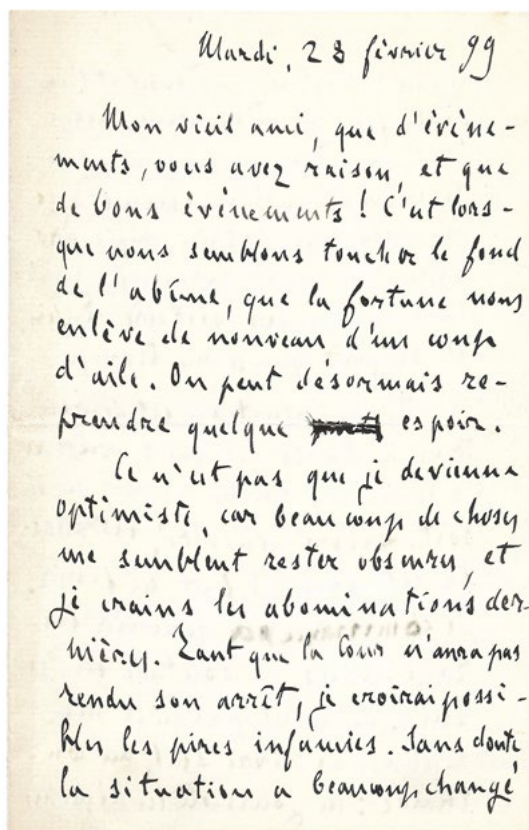 Mardi, 28 février 99
Mon vieil ami, que d'évène-
ments, vous avez raison, et que
de bons évènements ! C'est lors-
que nous semblons toucher le fond
de l'abîme, que la fortune nous
enlève de nouveau d'un coup
d'aile. On peut désormais re-
prendre quelque espoir.
Ce n'est pas que je devienne
optimiste, car beaucoup de choses
me semblent rester obscures, et
je crains les abominations der-
nières. Tant que la Cour n'aura pas
rendu son arrêt, je croirai possi-
bles les pires infamies. Sans doute
la situation a beaucoup changé,